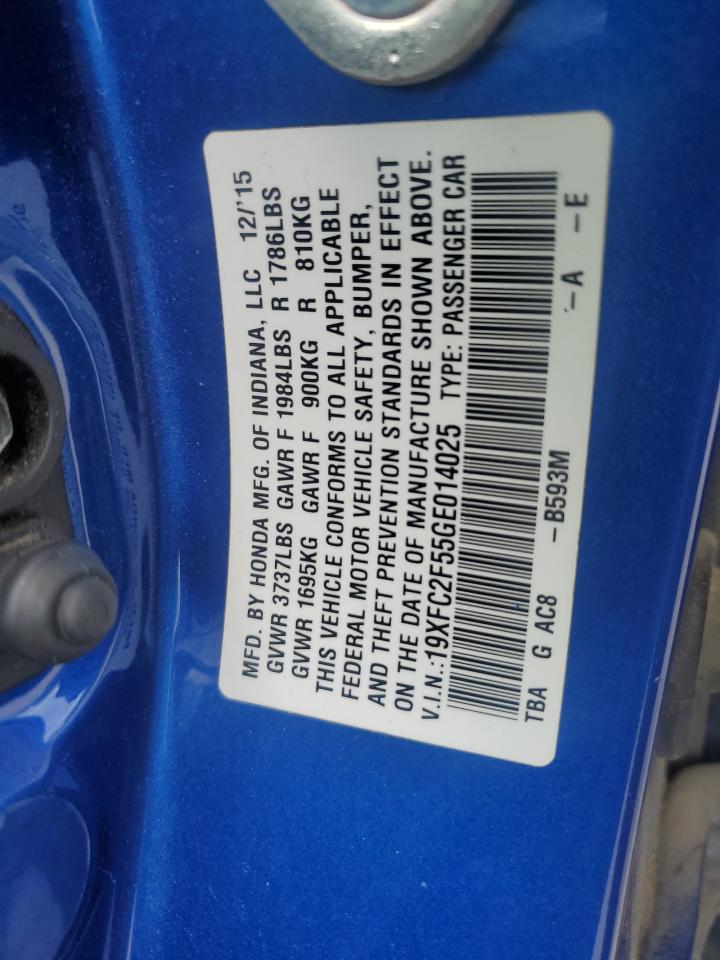 MFD. BY HONDA MFG. OF INDIANA, LLC 12/'15
GVWR 3737LBS GAWR F 1984LBS R 1786LBS
GVWR 1695KG GAWR F 900KG R 810KG
THIS VEHICLE CONFORMS TO ALL APPLICABLE
FEDERAL MOTOR VEHICLE SAFETY, BUMPER,
AND THEFT PREVENTION STANDARDS IN EFFECT
ON THE DATE OF MANUFACTURE SHOWN ABOVE.
V.I.N.:19XFC2F55GE014025 TYPE: PASSENGER CAR
TBA G AC8 -B593M -A -E